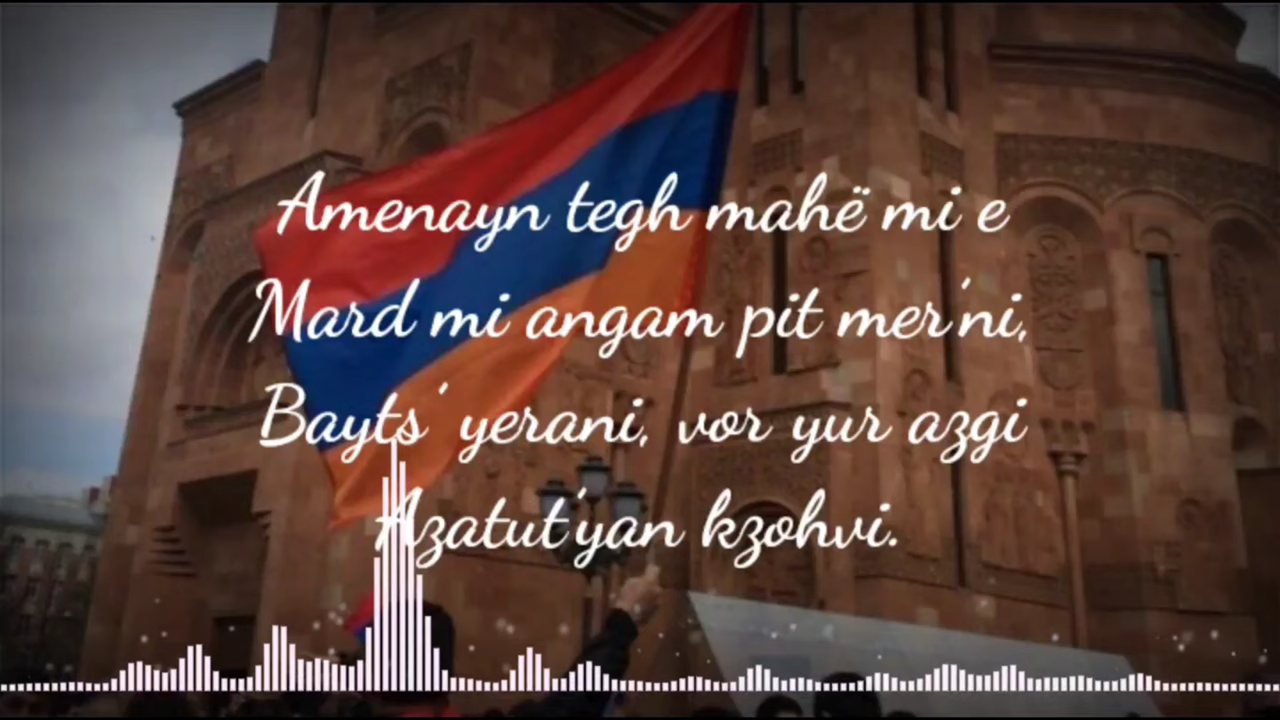 Amenayn tegh mahë mi e
Mard mi angam pit mer'ni,
Bayts' yerani, vor yur azgi
Azatut'yan kzohvi.